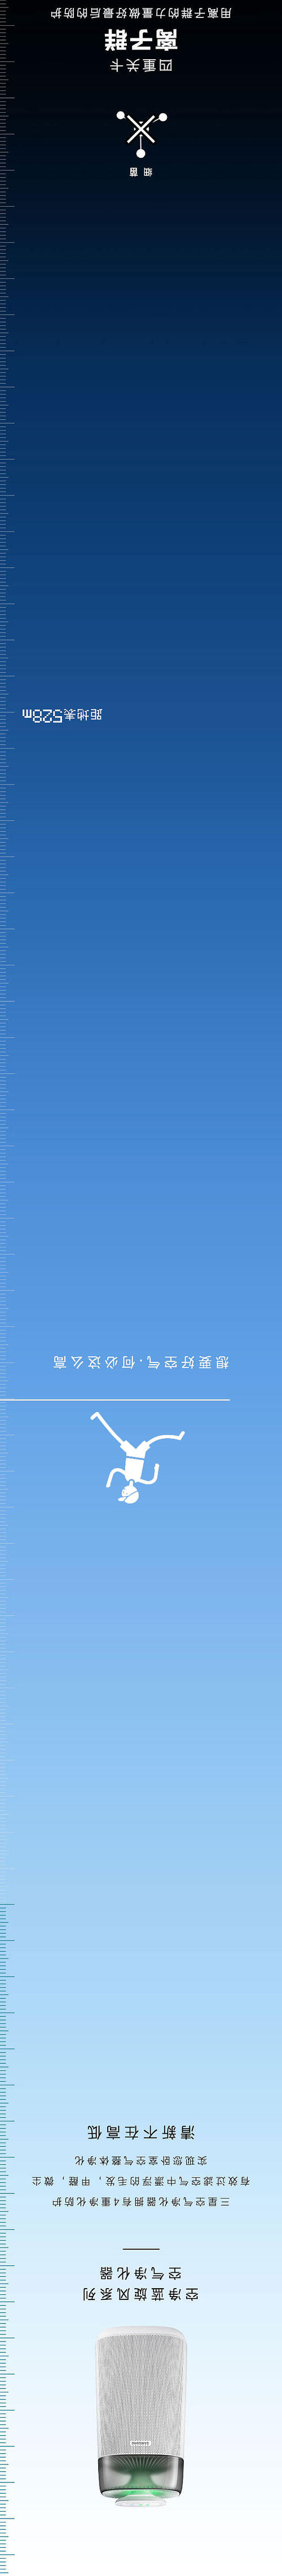 空净蓝旋风系列
空气净化器
三星空气净化器拥有4重净化防护
有效过滤空气中漂浮的毛发，甲醛，微尘
实现您卧室空气整体净化
清新不在高低
想要好空气·何必这么高
距地表528m
细菌
四重关卡
离子群
用离子群的力量做好最后的防护